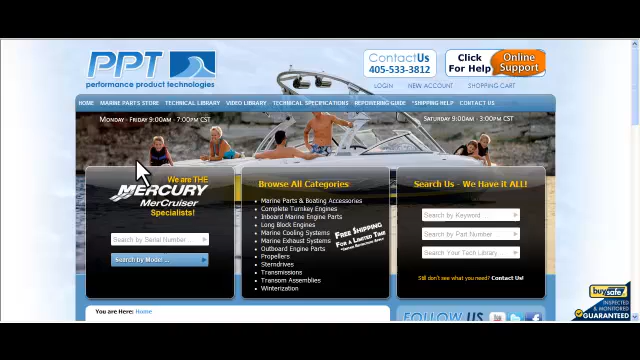 PPT
performance product technologies
ContactUs
405-533-3812
Click
For Help
Online
Support
LOGIN NEW ACCOUNT SHOPPING CART
HOME MARINE PARTS STORE TECHNICAL LIBRARY VIDEO LIBRARY TECHNICAL SPECIFICATIONS REPOWERING GUIDE *SHIPPING HELP CONTACT US
MONDAY - FRIDAY 9:00AM - 7:00PM CST
SATURDAY 9:00AM - 3:00PM CST
We are THE
MERCURY
MerCruiser
Specialists!
Search by Serial Number
Search by Model ...
Browse All Categories
Marine Parts & Boating Accessories
Complete Turnkey Engines
Inboard Marine Engine Parts
Long Block Engines
Marine Cooling Systems
Marine Exhaust Systems
Outboard Engine Parts
Propellers
Sterndrives
Transmissions
Transom Assemblies
Winterization
FREE SHIPPING
FOR A LIMITED TIME
Search Us - We Have it ALL!
Search by Keyword
Search by Part Number
Search Your Tech Library
Still don't see what you need? Contact Us!
You are Here: Home
FOLLOW US
You
buySAFE
INSPECTED
& MONITORED
GUARANTEED